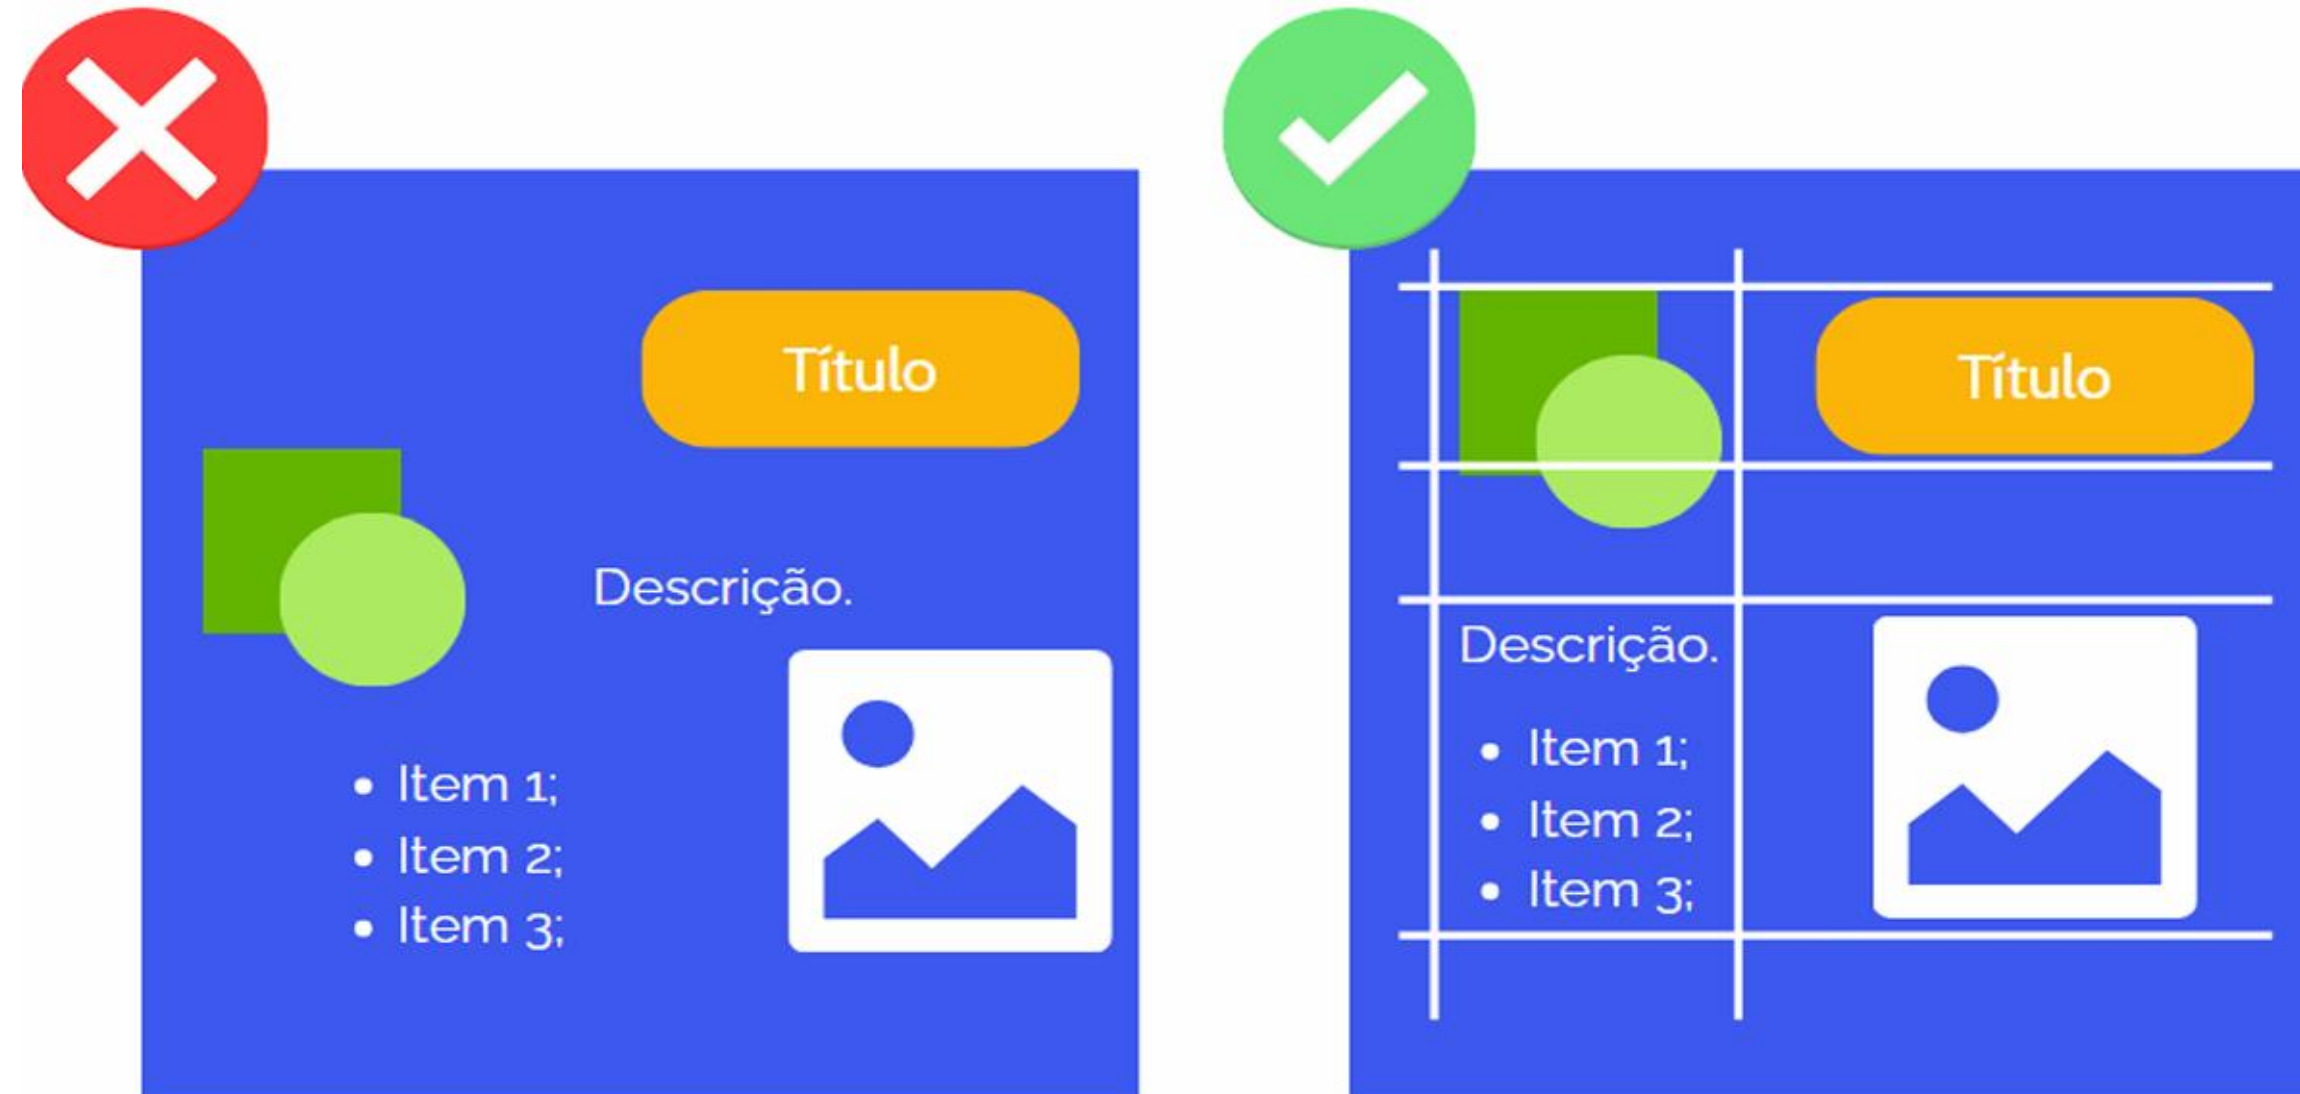 Título
Descrição.
• Item 1;
• Item 2;
• Item 3;
Título
Descrição.
• Item 1;
• Item 2;
• Item 3;